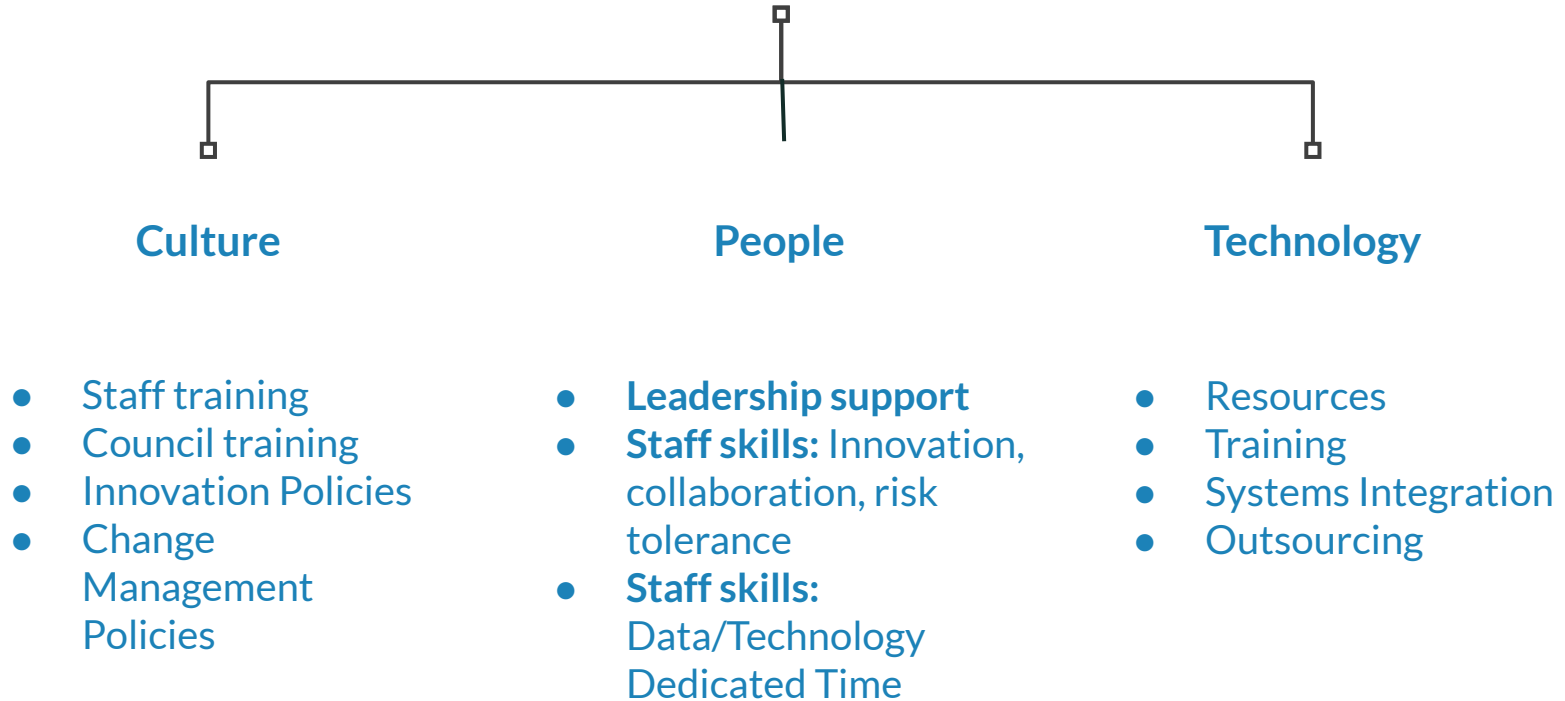 Culture
● Staff training
● Council training
● Innovation Policies
● Change
Management
Policies
People
● Leadership support
● Staff skills: Innovation,
collaboration, risk
tolerance
● Staff skills:
Data/Technology
Dedicated Time
Technology
● Resources
● Training
● Systems Integration
● Outsourcing